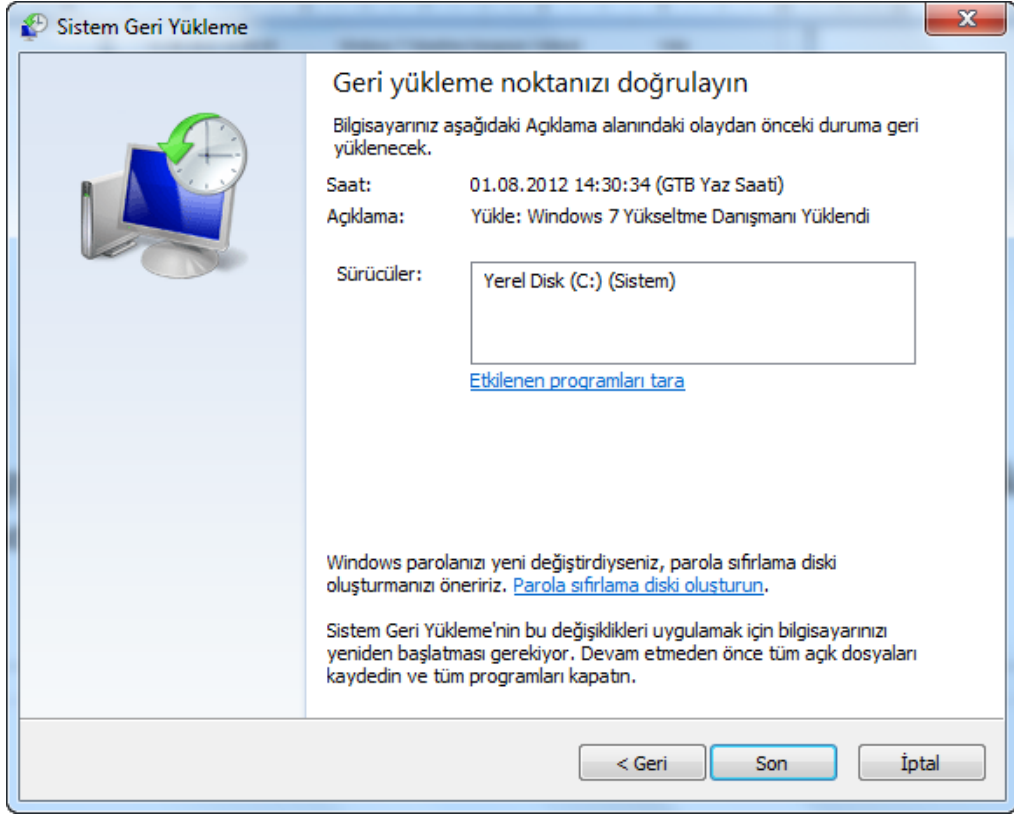 Sistem Geri Yükleme
Geri yükleme noktanızı doğrulayın
Bilgisayarınız aşağıdaki Açıklama alanındaki olaydan önceki duruma geri
yüklenecek.
Saat: 01.08.2012 14:30:34 (GTB Yaz Saati)
Açıklama: Yükle: Windows 7 Yükseltme Danışmanı Yüklendi
Sürücüler: Yerel Disk (C:) (Sistem)
Etkilenen programları tara
Windows parolanızı yeni değiştirdiyseniz, parola sıfırlama diski
oluşturmanızı öneririz. Parola sıfırlama diski oluşturun.
Sistem Geri Yükleme'nin bu değişiklikleri uygulamak için bilgisayarınızı
yeniden başlatması gerekiyor. Devam etmeden önce tüm açık dosyaları
kaydedin ve tüm programları kapatın.
< Geri Son İptal